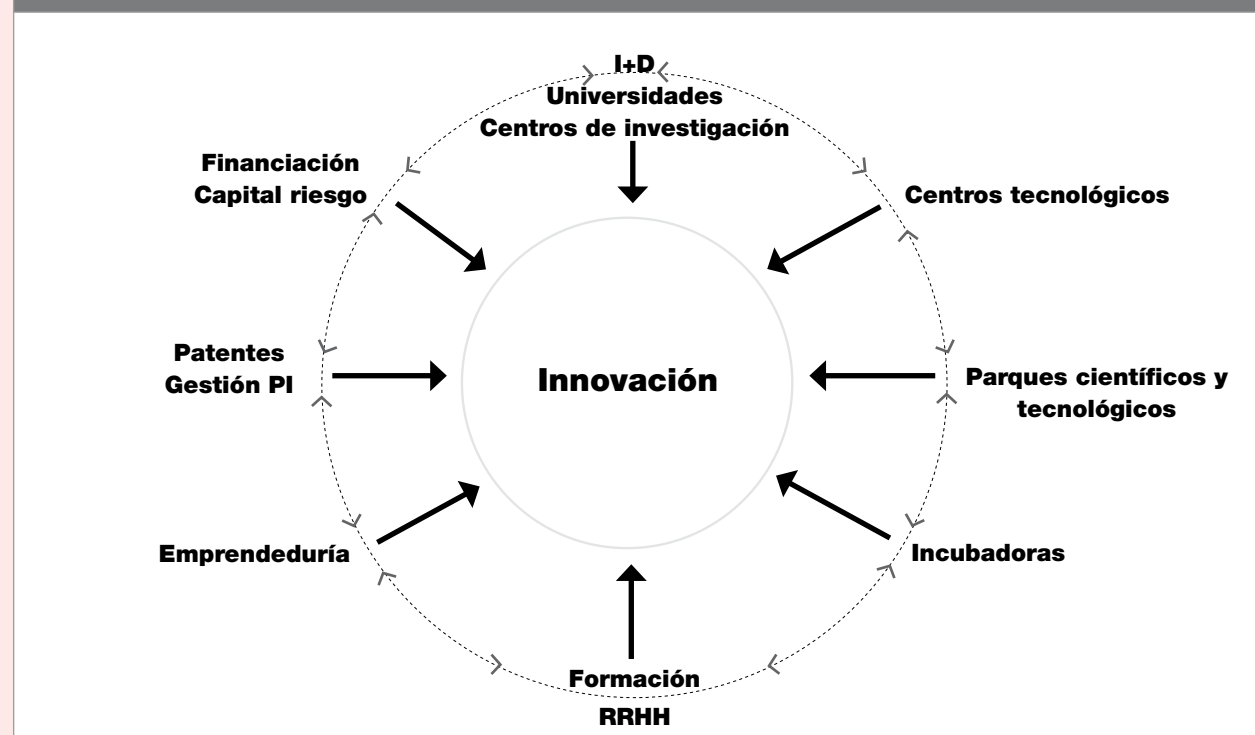 I+D
Universidades
Centros de investigación
Financiación
Capital riesgo
Centros tecnológicos
Patentes
Gestión PI
Innovación
Parques científicos y
tecnológicos
Emprendeduría
Incubadoras
Formación
RRHH